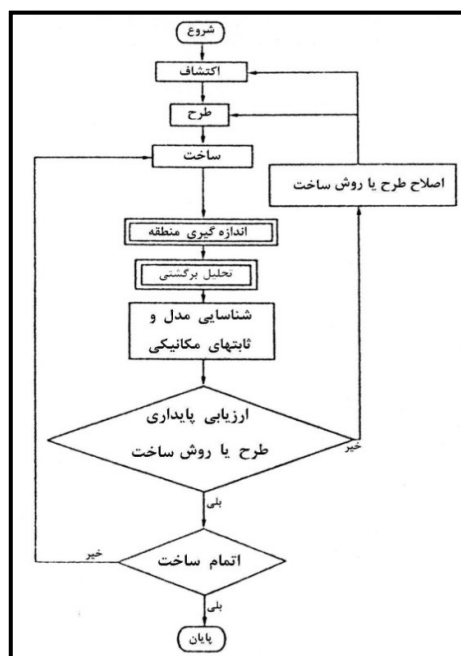 شروع
اکتشاف
طرح
ساخت
اصلاح طرح یا روش ساخت
اندازه گیری منطقه
تحلیل برگشتی
شناسایی مدل و
ثابتهای مکانیکی
ارزیابی پایداری
طرح یا روش ساخت
خیر
بلی
اتمام ساخت
خیر
بلی
پایان